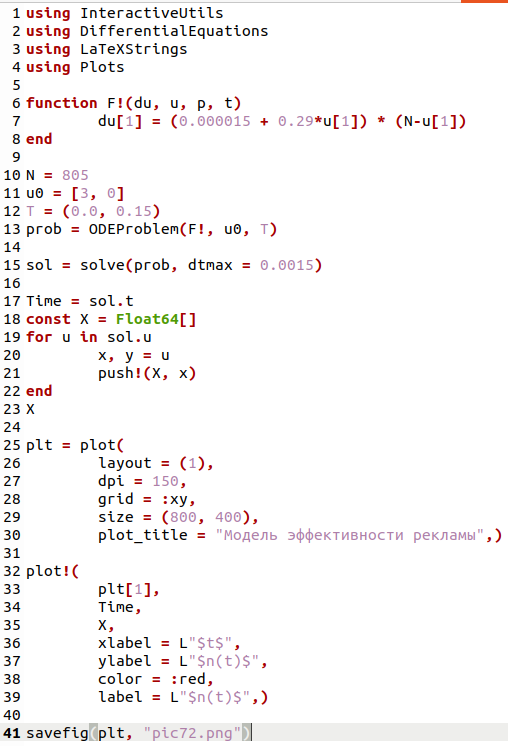 1 using InteractiveUtils
2 using DifferentialEquations
3 using LaTeXStrings
4 using Plots
5
6 function F!(du, u, p, t)
7         du[1] = (0.000015 + 0.29*u[1]) * (N-u[1])
8 end
9
10 N = 805
11 u0 = [3, 0]
12 T = (0.0, 0.15)
13 prob = ODEProblem(F!, u0, T)
14
15 sol = solve(prob, dtmax = 0.0015)
16
17 Time = sol.t
18 const X = Float64[]
19 for u in sol.u
20         x, y = u
21         push!(X, x)
22 end
23 X
24
25 plt = plot(
26         layout = (1),
27         dpi = 150,
28         grid = :xy,
29         size = (800, 400),
30         plot_title = "Модель эффективности рекламы",)
31
32 plot!(
33         plt[1],
34         Time,
35         X,
36         xlabel = L"$t$",
37         ylabel = L"$n(t)$",
38         color = :red,
39         label = L"$n(t)$",)
40
41 savefig(plt, "pic72.png")